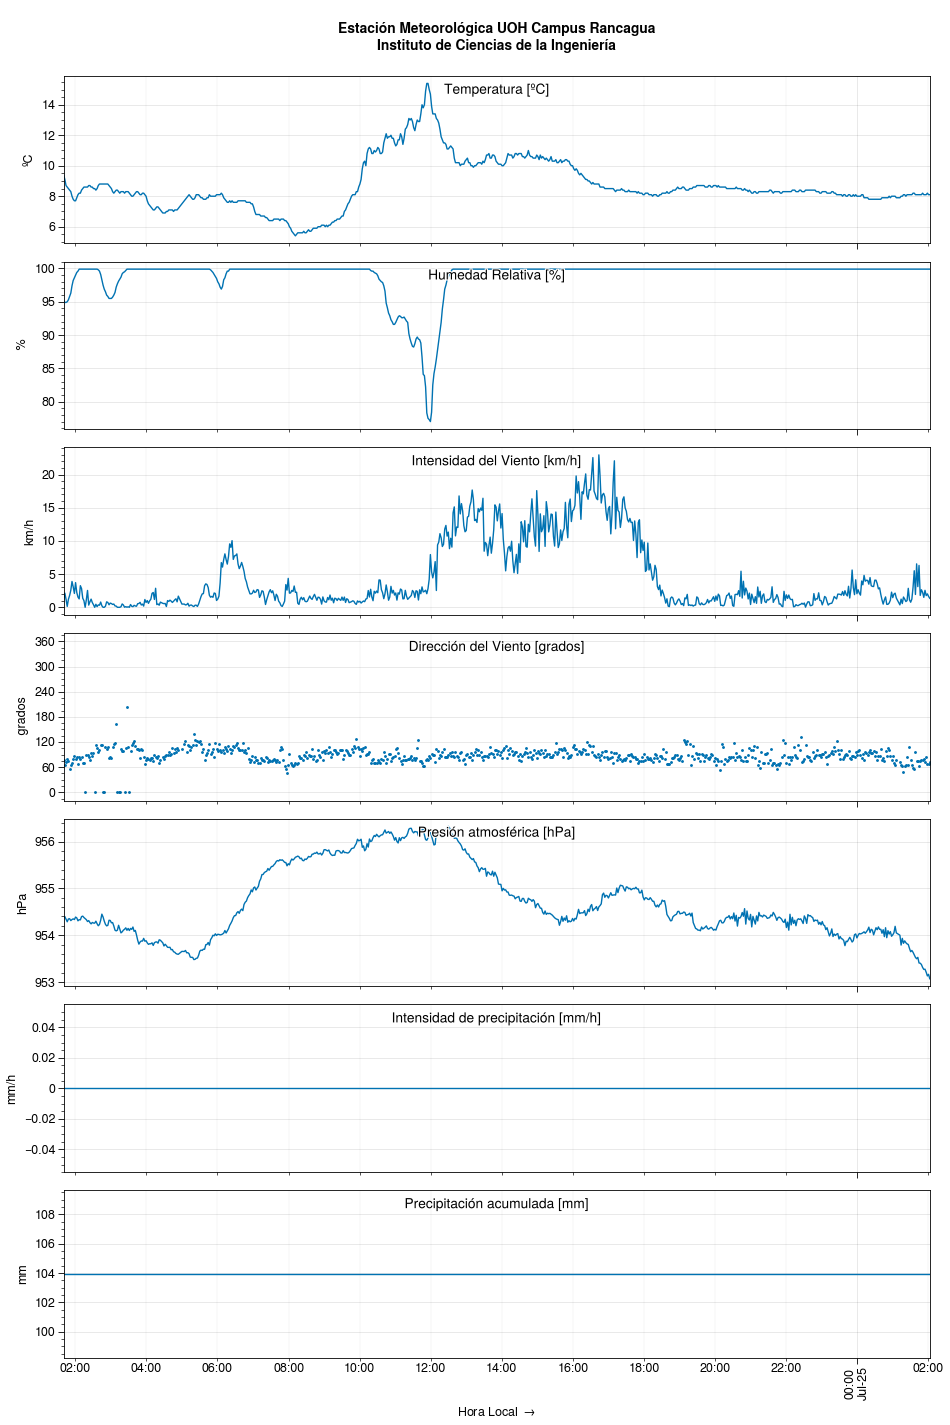 Estación Meteorológica UOH Campus Rancagua
Instituto de Ciencias de la Ingeniería
Temperatura [ºC]
ºC
14
12
10
8
6
Humedad Relativa [%]
%
100
95
90
85
80
Intensidad del Viento [km/h]
km/h
20
15
10
5
0
Dirección del Viento [grados]
grados
360
300
240
180
120
60
0
Presión atmosférica [hPa]
hPa
956
955
954
953
Intensidad de precipitación [mm/h]
mm/h
0.04
0.02
0
−0.02
−0.04
Precipitación acumulada [mm]
mm
108
106
104
102
100
02:00 04:00 06:00 08:00 10:00 12:00 14:00 16:00 18:00 20:00 22:00 00:00 02:00
Jul-25
Hora Local →